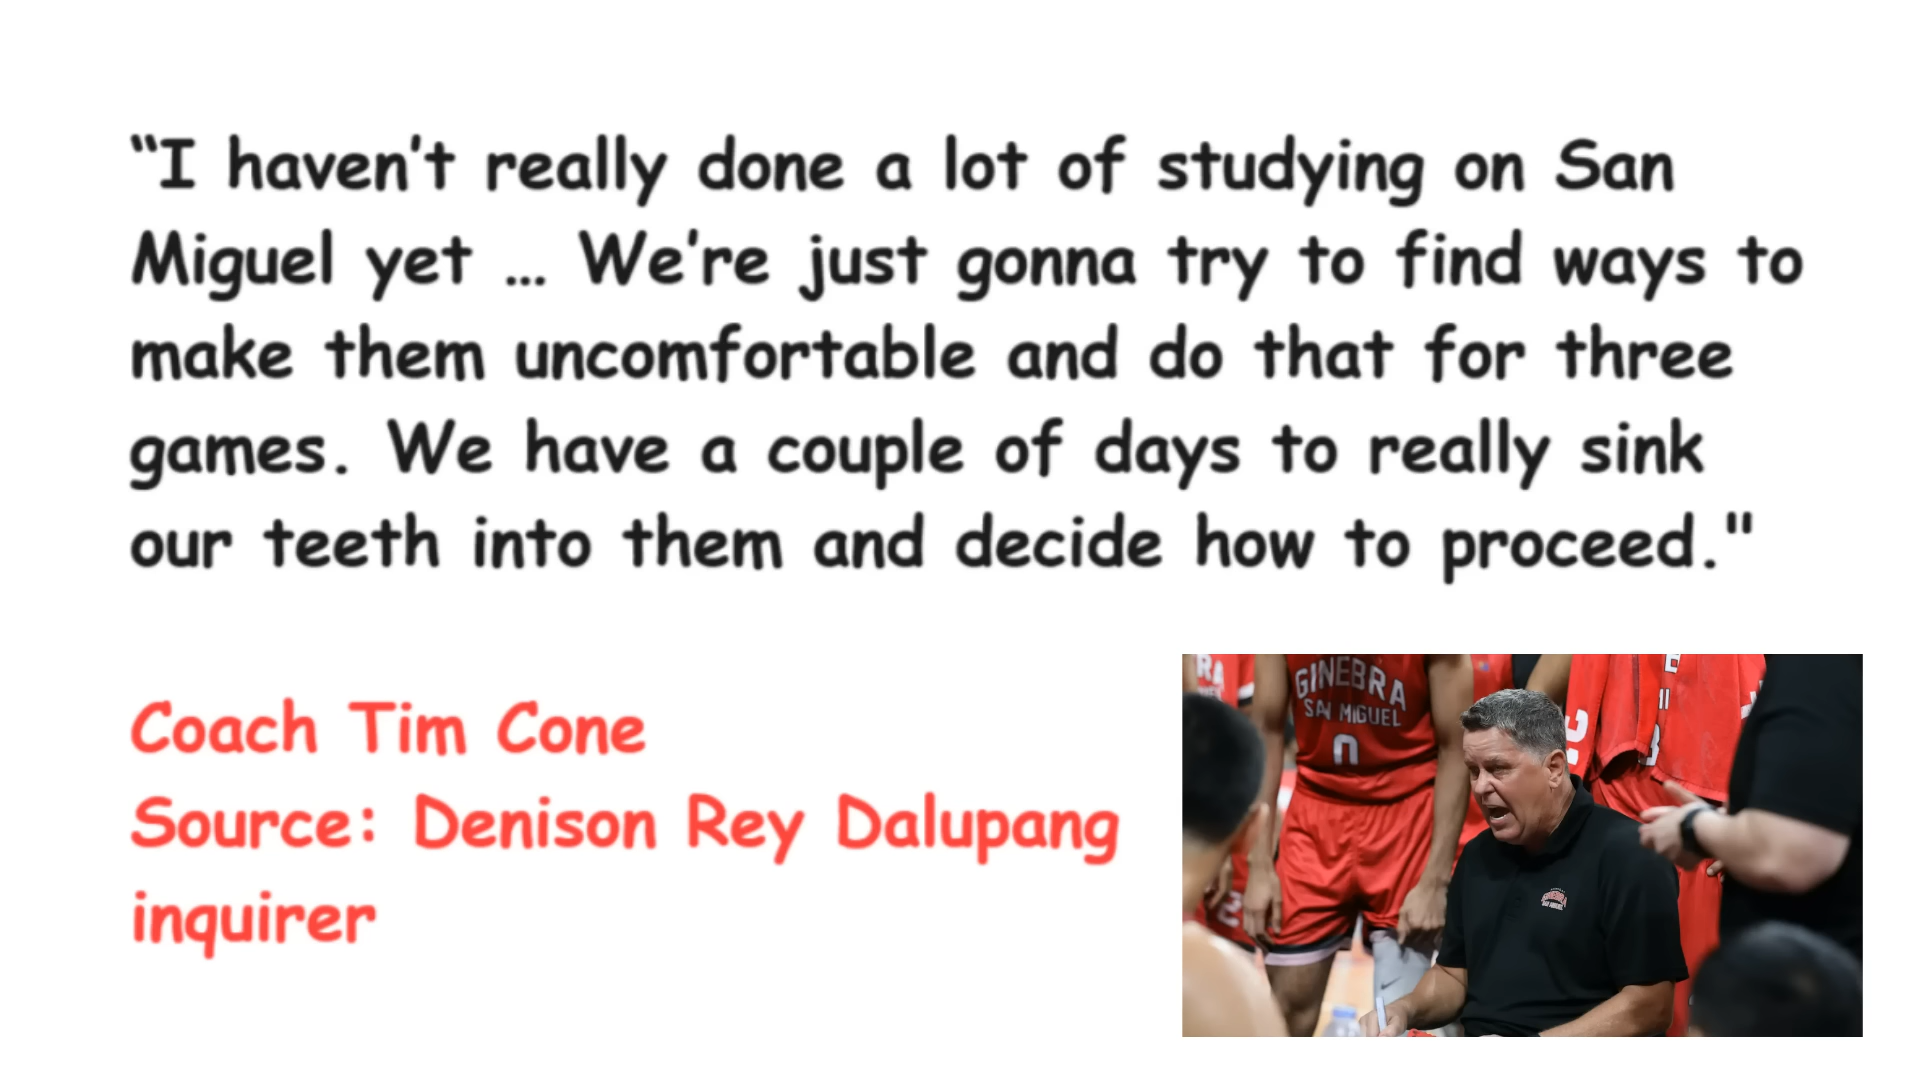 “I haven’t really done a lot of studying on San
Miguel yet … We’re just gonna try to find ways to
make them uncomfortable and do that for three
games. We have a couple of days to really sink
our teeth into them and decide how to proceed."
Coach Tim Cone
Source: Denison Rey Dalupang
inquirer
RA
GINEBRA
SAN MIGUEL
0